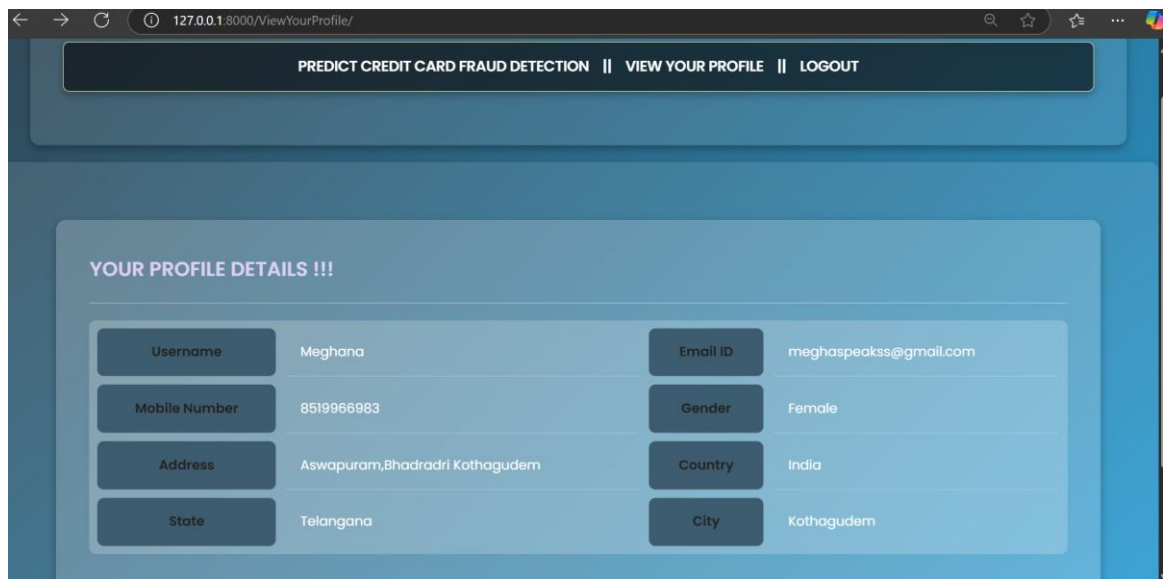 127.0.0.1:8000/ViewYourProfile/
PREDICT CREDIT CARD FRAUD DETECTION || VIEW YOUR PROFILE || LOGOUT
YOUR PROFILE DETAILS !!!
Username Meghana Email ID meghaspeakss@gmail.com
Mobile Number 8519966983 Gender Female
Address Aswapuram,Bhadradri Kothagudem Country India
State Telangana City Kothagudem